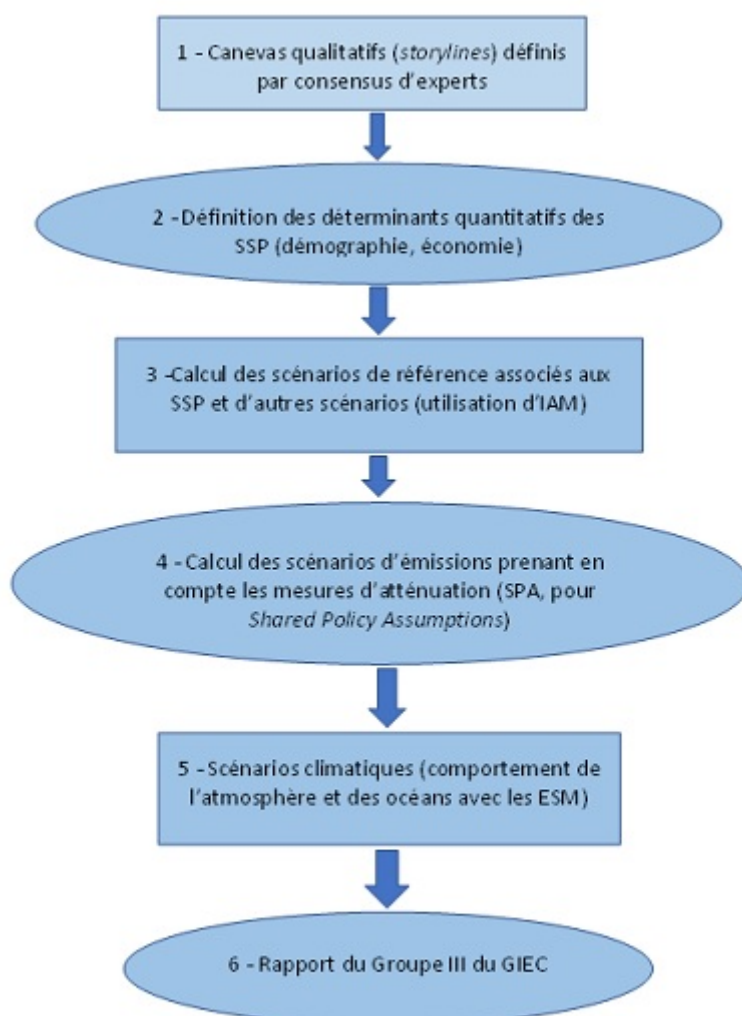 1 - Canevas qualitatifs (storylines) définis
par consensus d'experts
2 - Définition des déterminants quantitatifs des
SSP (démographie, économie)
3 -Calcul des scénarios de référence associés aux
SSP et d'autres scénarios (utilisation d'IAM)
4 - Calcul des scénarios d'émissions prenant en
compte les mesures d'atténuation (SPA, pour
Shared Policy Assumptions)
5 - Scénarios climatiques (comportement de
l'atmosphère et des océans avec les ESM)
6 - Rapport du Groupe III du GIEC